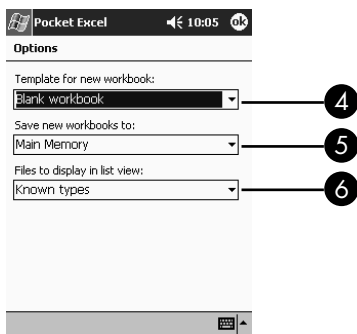 Pocket Excel 10:05 ok
Options
Template for new workbook:
Blank workbook
4
Save new workbooks to:
Main Memory
5
Files to display in list view:
Known types
6